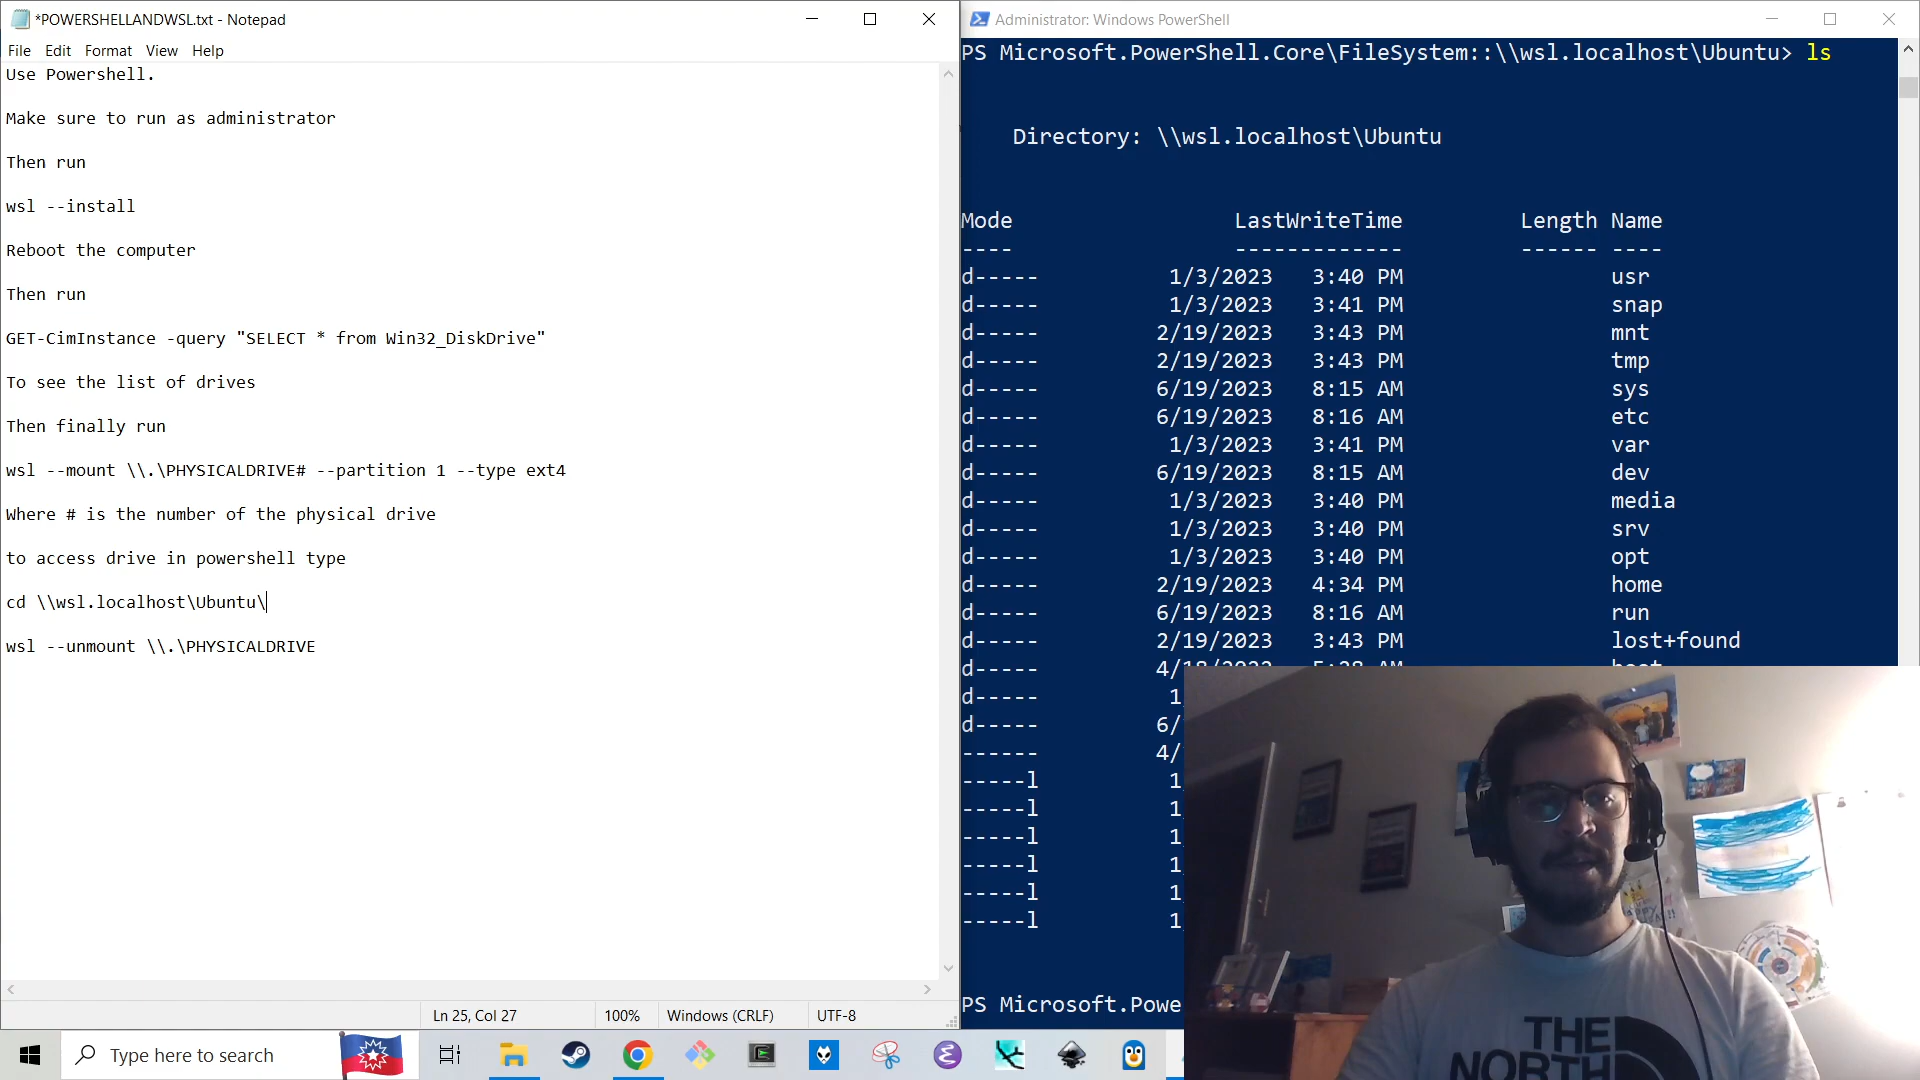 *POWERSHELLANDWSL.txt - Notepad
File Edit Format View Help
Use Powershell.
Make sure to run as administrator
Then run
wsl --install
Reboot the computer
Then run
GET-CimInstance -query "SELECT * from Win32_DiskDrive"
To see the list of drives
Then finally run
wsl --mount \\.\PHYSICALDRIVE# --partition 1 --type ext4
Where # is the number of the physical drive
to access drive in powershell type
cd \\wsl.localhost\Ubuntu\
wsl --unmount \\.\PHYSICALDRIVE
Ln 25, Col 27 100% Windows (CRLF) UTF-8
Administrator: Windows PowerShell
PS Microsoft.PowerShell.Core\FileSystem::\\wsl.localhost\Ubuntu> ls
Directory: \\wsl.localhost\Ubuntu
Mode LastWriteTime Length Name
---- ------------- ------ ----
d----- 1/3/2023 3:40 PM usr
d----- 1/3/2023 3:41 PM snap
d----- 2/19/2023 3:43 PM mnt
d----- 2/19/2023 3:43 PM tmp
d----- 6/19/2023 8:15 AM sys
d----- 6/19/2023 8:16 AM etc
d----- 1/3/2023 3:41 PM var
d----- 6/19/2023 8:15 AM dev
d----- 1/3/2023 3:40 PM media
d----- 1/3/2023 3:40 PM srv
d----- 1/3/2023 3:40 PM opt
d----- 2/19/2023 4:34 PM home
d----- 6/19/2023 8:16 AM run
d----- 2/19/2023 3:43 PM lost+found
d----- 4/
d----- 1
d----- 6/
------ 4/
-----l 1
-----l 1
-----l 1
-----l 1
-----l 1
-----l 1
PS Microsoft.Powe
THE
NORTH
Type here to search